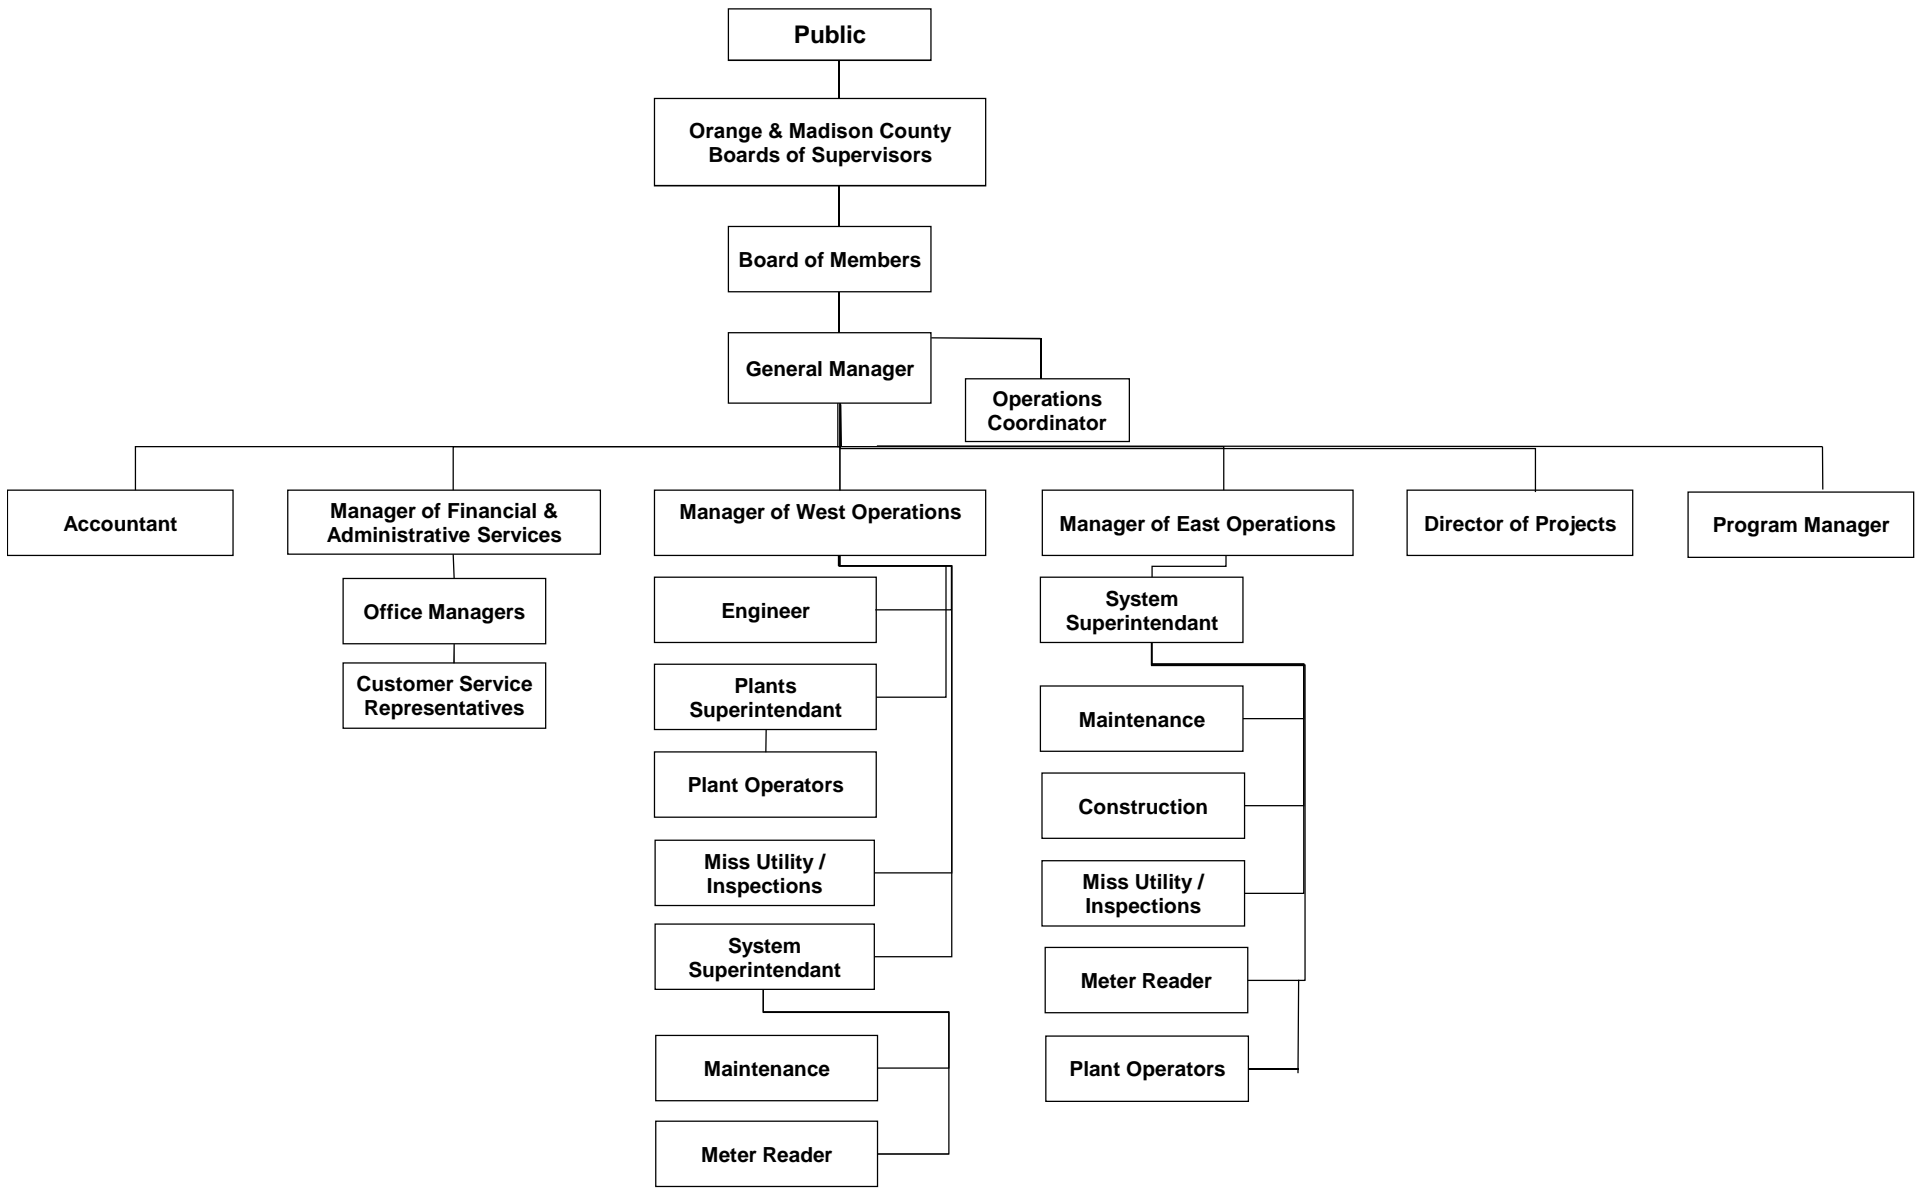 Public
Orange & Madison County
Boards of Supervisors
Board of Members
General Manager
Operations
Coordinator
Accountant
Manager of Financial &
Administrative Services
Manager of West Operations
Manager of East Operations
Director of Projects
Program Manager
Office Managers
Customer Service
Representatives
Engineer
Plants
Superintendant
Plant Operators
Miss Utility /
Inspections
System
Superintendant
Maintenance
Meter Reader
System
Superintendant
Maintenance
Construction
Miss Utility /
Inspections
Meter Reader
Plant Operators